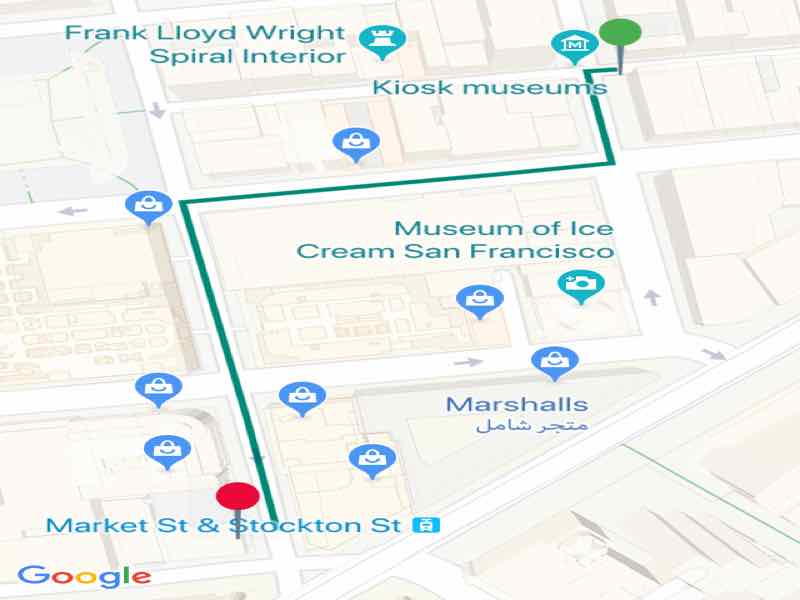 Frank Lloyd Wright
Spiral Interior
Kiosk museums
Museum of Ice
Cream San Francisco
Marshalls
متجر شامل
Market St & Stockton St
Google